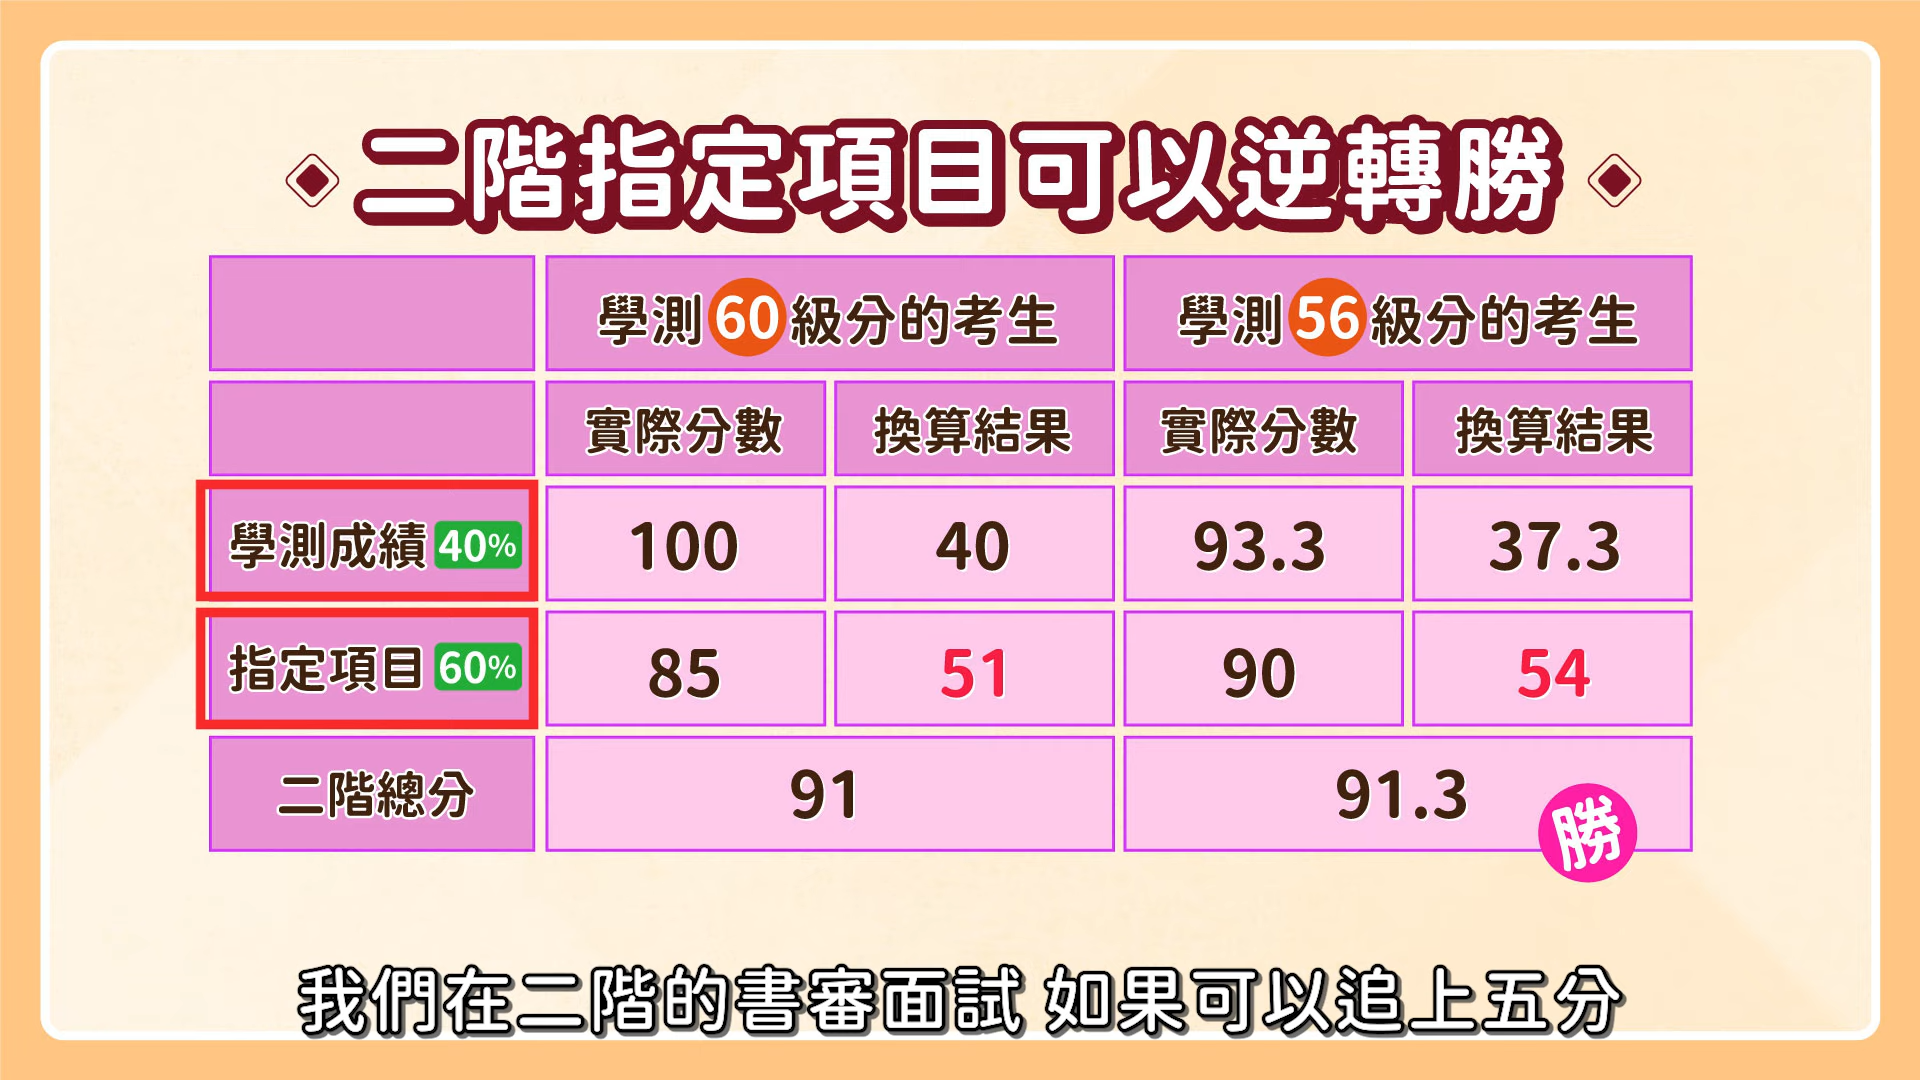 二階指定項目可以逆轉勝
學測60級分的考生 學測56級分的考生
實際分數 換算結果 實際分數 換算結果
學測成績 40% 100 40 93.3 37.3
指定項目 60% 85 51 90 54
二階總分 91 91.3
勝
我們在二階的書審面試 如果可以追上五分